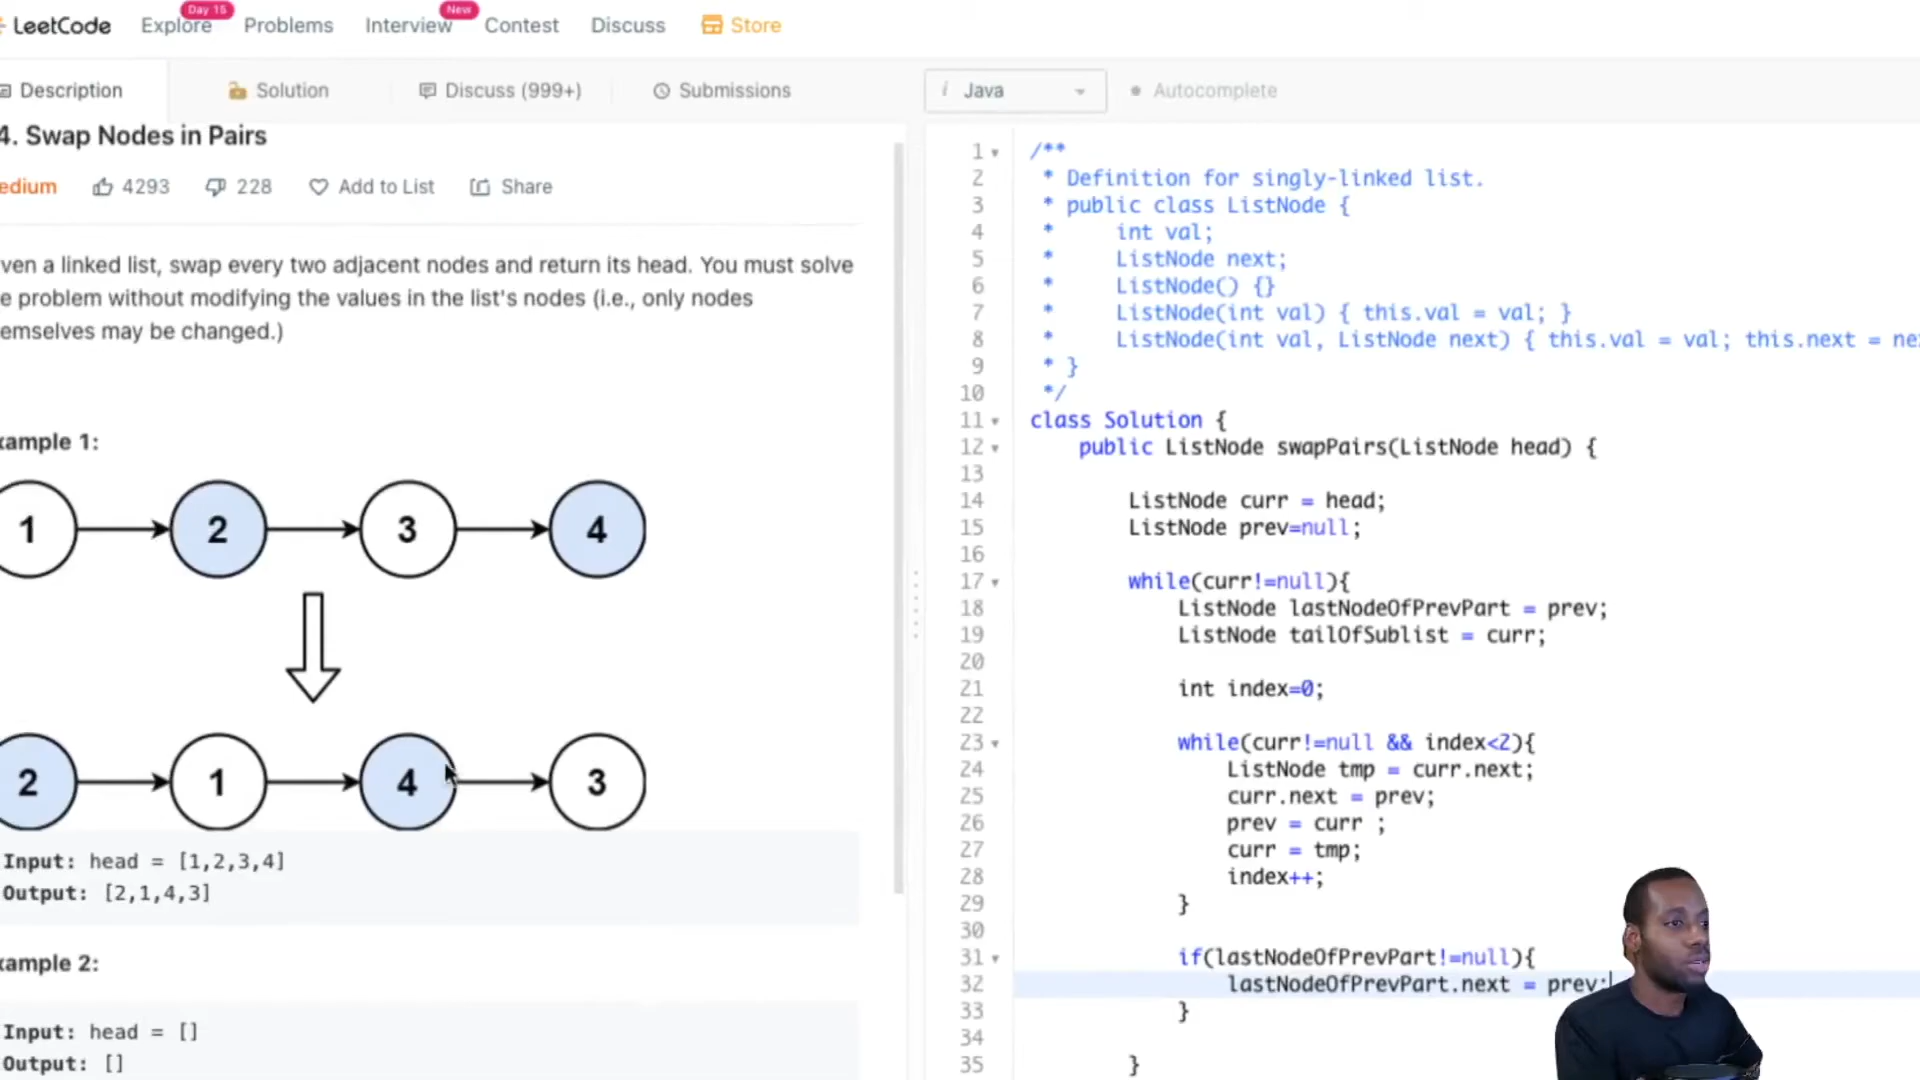 LeetCode
Day 15
Explore
Problems
New
Interview
Contest
Discuss
Store
Description
Solution
Discuss (999+)
Submissions
i Java
Autocomplete
4. Swap Nodes in Pairs
edium
4293
228
Add to List
Share
ven a linked list, swap every two adjacent nodes and return its head. You must solve
e problem without modifying the values in the list's nodes (i.e., only nodes
emselves may be changed.)
xample 1:
1 2 3 4
2 1 4 3
Input: head = [1,2,3,4]
Output: [2,1,4,3]
xample 2:
Input: head = []
Output: []
1 /**
2 * Definition for singly-linked list.
3 * public class ListNode {
4 * int val;
5 * ListNode next;
6 * ListNode() {}
7 * ListNode(int val) { this.val = val; }
8 * ListNode(int val, ListNode next) { this.val = val; this.next = ne
9 * }
10 */
11 class Solution {
12 public ListNode swapPairs(ListNode head) {
13
14 ListNode curr = head;
15 ListNode prev=null;
16
17 while(curr!=null){
18 ListNode lastNodeOfPrevPart = prev;
19 ListNode tailOfSublist = curr;
20
21 int index=0;
22
23 while(curr!=null && index<2){
24 ListNode tmp = curr.next;
25 curr.next = prev;
26 prev = curr ;
27 curr = tmp;
28 index++;
29 }
30
31 if(lastNodeOfPrevPart!=null){
32 lastNodeOfPrevPart.next = prev;
33 }
34
35 }